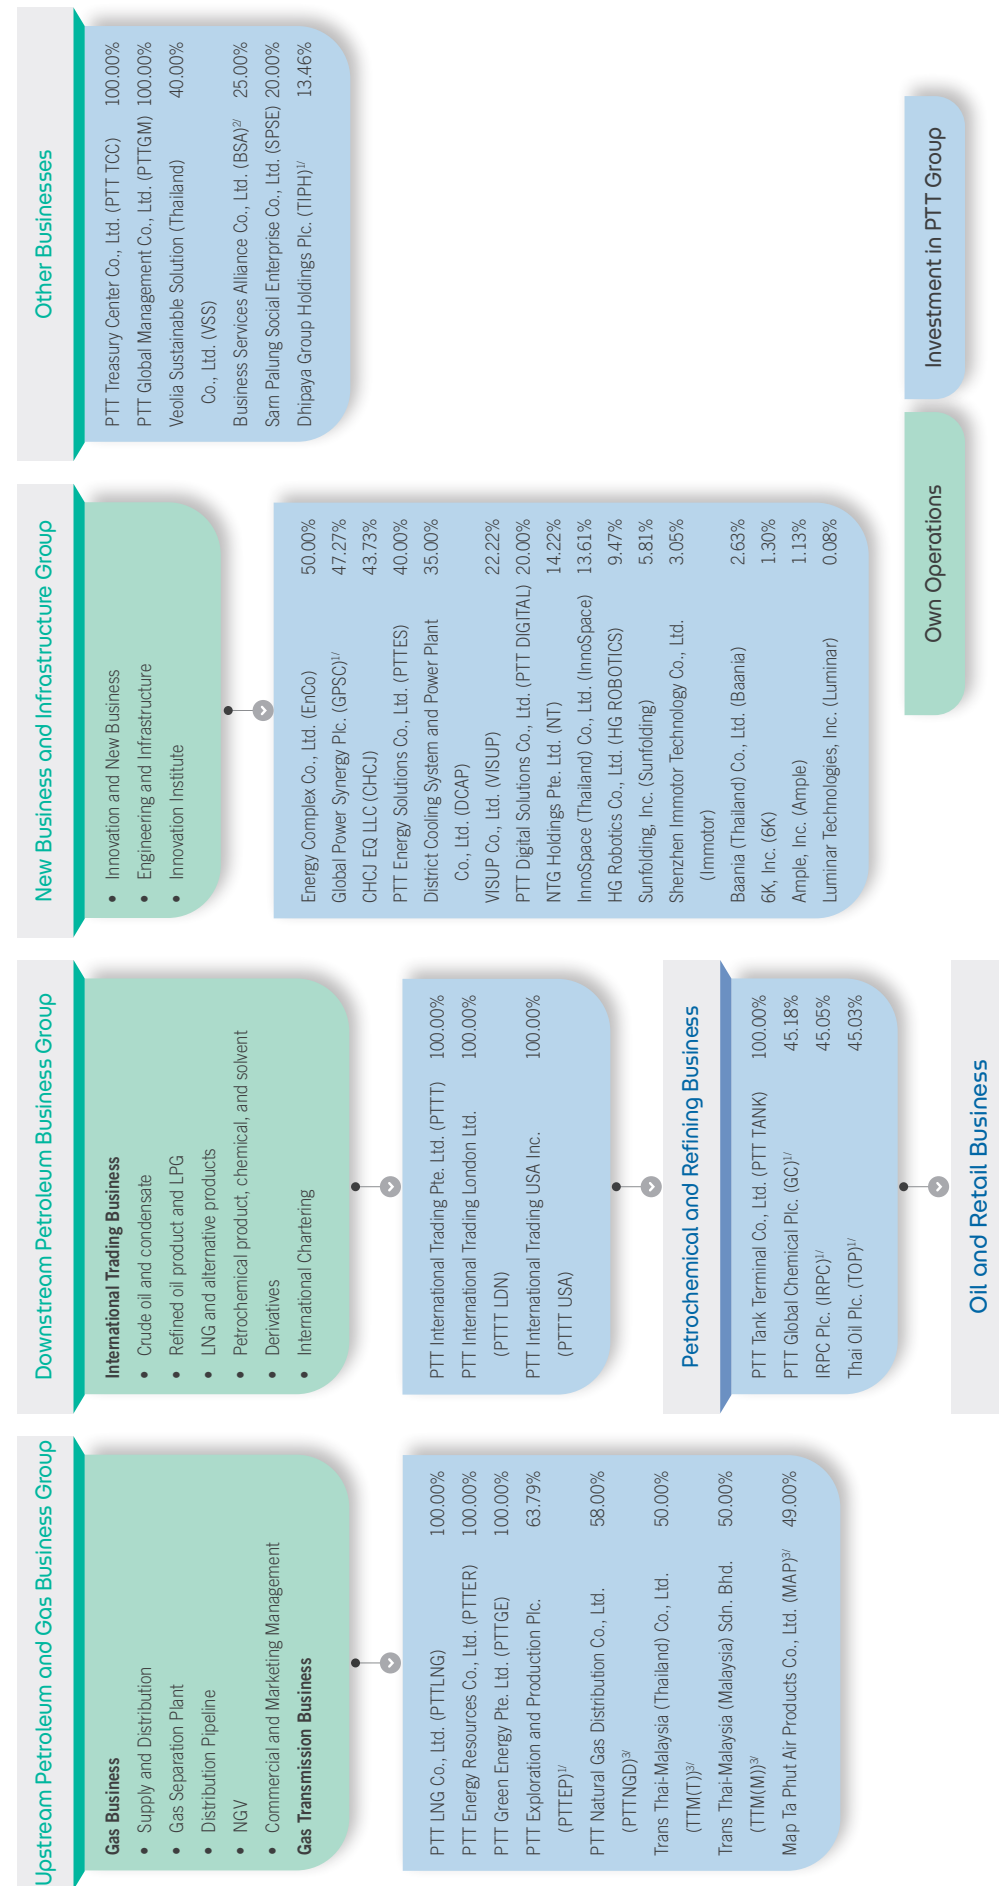 Upstream Petroleum and Gas Business Group
Gas Business
• Supply and Distribution
• Gas Separation Plant
• Distribution Pipeline
• NGV
• Commercial and Marketing Management
Gas Transmission Business
PTT LNG Co., Ltd. (PTTLNG) 100.00%
PTT Energy Resources Co., Ltd. (PTTER) 100.00%
PTT Green Energy Pte. Ltd. (PTTGE) 100.00%
PTT Exploration and Production Plc. 63.79%
(PTTEP)1/
PTT Natural Gas Distribution Co., Ltd. 58.00%
(PTTNGD)3/
Trans Thai-Malaysia (Thailand) Co., Ltd. 50.00%
(TTM(T))3/
Trans Thai-Malaysia (Malaysia) Sdn. Bhd. 50.00%
(TTM(M))3/
Map Ta Phut Air Products Co., Ltd. (MAP)3/ 49.00%
Downstream Petroleum Business Group
International Trading Business
• Crude oil and condensate
• Refined oil product and LPG
• LNG and alternative products
• Petrochemical product, chemical, and solvent
• Derivatives
• International Chartering
PTT International Trading Pte. Ltd. (PTTT) 100.00%
PTT International Trading London Ltd. 100.00%
(PTTT LDN)
PTT International Trading USA Inc. 100.00%
(PTTT USA)
Petrochemical and Refining Business
PTT Tank Terminal Co., Ltd. (PTT TANK) 100.00%
PTT Global Chemical Plc. (GC)1/ 45.18%
IRPC Plc. (IRPC)1/ 45.05%
Thai Oil Plc. (TOP)1/ 45.03%
Oil and Retail Business
New Business and Infrastructure Group
• Innovation and New Business
• Engineering and Infrastructure
• Innovation Institute
Energy Complex Co., Ltd. (EnCo) 50.00%
Global Power Synergy Plc. (GPSC)1/ 47.27%
CHCJ EQ LLC (CHCJ) 43.73%
PTT Energy Solutions Co., Ltd. (PTTES) 40.00%
District Cooling System and Power Plant 35.00%
Co., Ltd. (DCAP)
VISUP Co., Ltd. (VISUP) 22.22%
PTT Digital Solutions Co., Ltd. (PTT DIGITAL) 20.00%
NTG Holdings Pte. Ltd. (NT) 14.22%
InnoSpace (Thailand) Co., Ltd. (InnoSpace) 13.61%
HG Robotics Co., Ltd. (HG ROBOTICS) 9.47%
Sunfolding, Inc. (Sunfolding) 5.81%
Shenzhen Immotor Technology Co., Ltd. 3.05%
(Immotor)
Baania (Thailand) Co., Ltd. (Baania) 2.63%
6K, Inc. (6K) 1.30%
Ample, Inc. (Ample) 1.13%
Luminar Technologies, Inc. (Luminar) 0.08%
Other Businesses
PTT Treasury Center Co., Ltd. (PTT TCC) 100.00%
PTT Global Management Co., Ltd. (PTTGM) 100.00%
Veolia Sustainable Solution (Thailand) 40.00%
Co., Ltd. (VSS)
Business Services Alliance Co., Ltd. (BSA)2/ 25.00%
Sarn Palung Social Enterprise Co., Ltd. (SPSE) 20.00%
Dhipaya Group Holdings Plc. (TIPH)1/ 13.46%
Own Operations
Investment in PTT Group